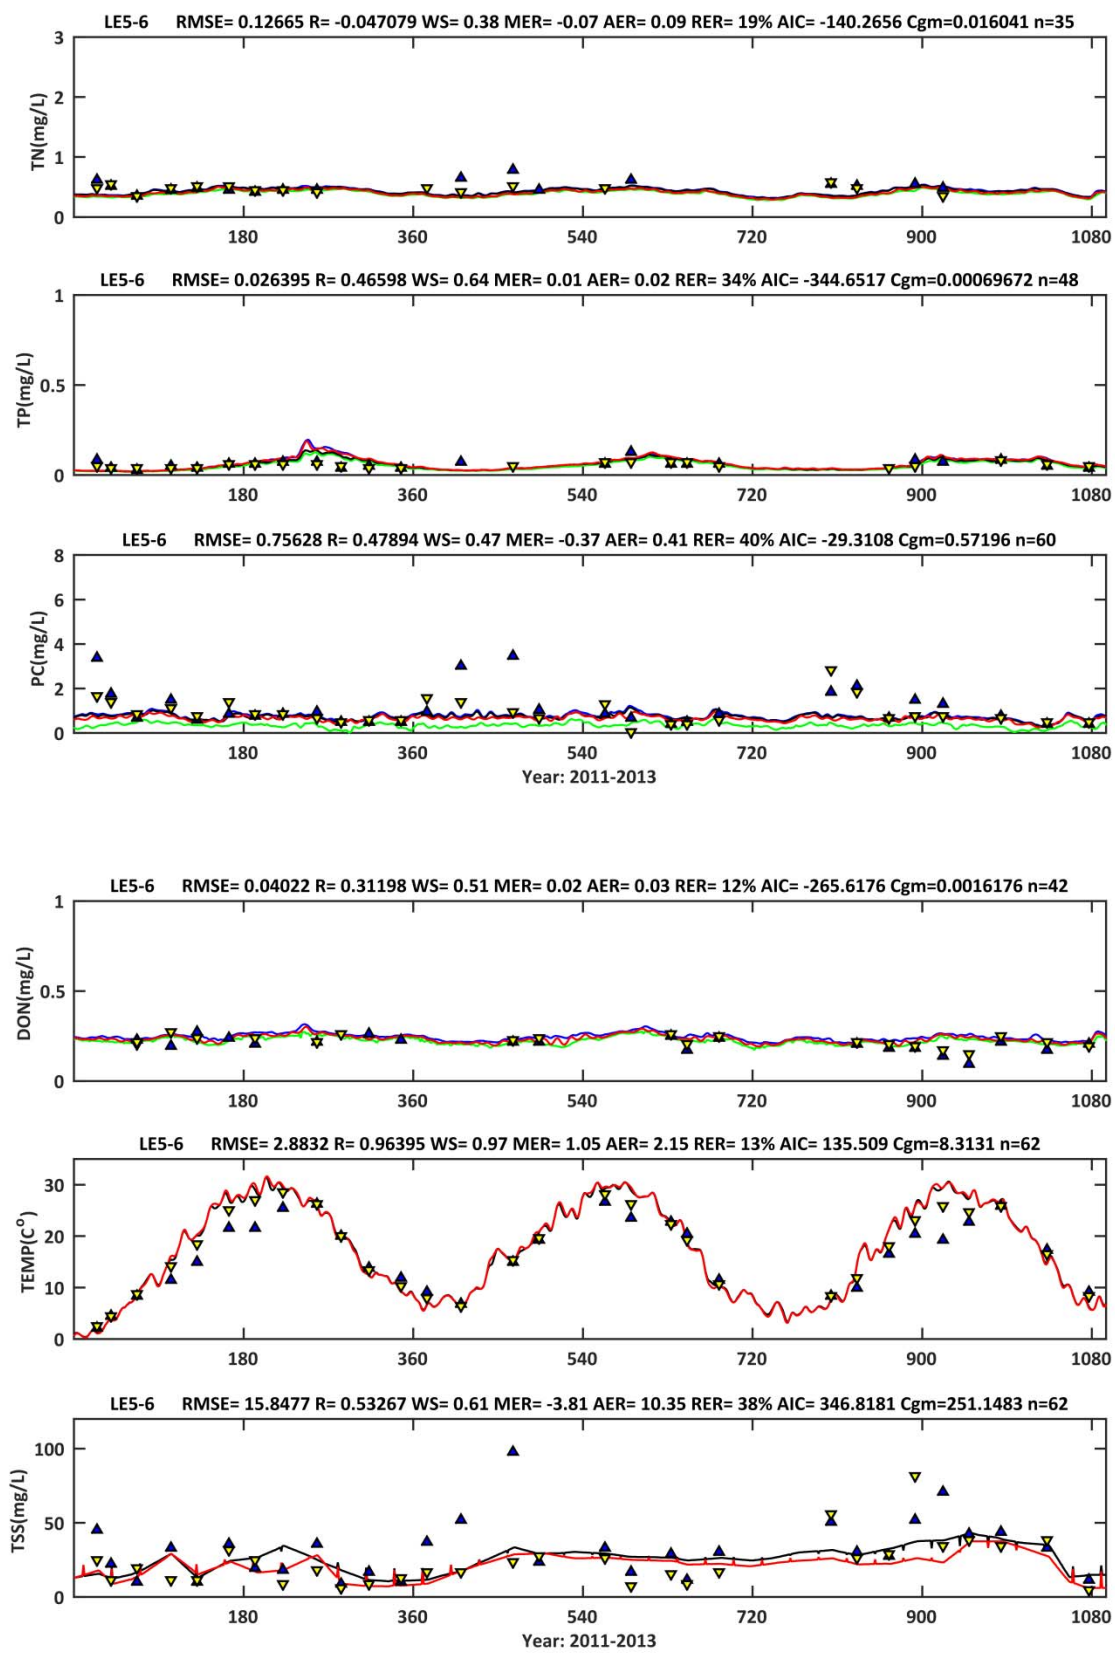 LE5-6 RMSE= 0.12665 R= -0.047079 WS= 0.38 MER= -0.07 AER= 0.09 RER= 19% AIC= -140.2656 Cgm=0.016041 n=35
3
2
1
0
TN(mg/L)
180 360 540 720 900 1080
LE5-6 RMSE= 0.026395 R= 0.46598 WS= 0.64 MER= 0.01 AER= 0.02 RER= 34% AIC= -344.6517 Cgm=0.00069672 n=48
1
0.5
0
TP(mg/L)
180 360 540 720 900 1080
LE5-6 RMSE= 0.75628 R= 0.47894 WS= 0.47 MER= -0.37 AER= 0.41 RER= 40% AIC= -29.3108 Cgm=0.57196 n=60
8
6
4
2
0
PC(mg/L)
180 360 540 720 900 1080
Year: 2011-2013
LE5-6 RMSE= 0.04022 R= 0.31198 WS= 0.51 MER= 0.02 AER= 0.03 RER= 12% AIC= -265.6176 Cgm=0.0016176 n=42
1
0.5
0
DON(mg/L)
180 360 540 720 900 1080
LE5-6 RMSE= 2.8832 R= 0.96395 WS= 0.97 MER= 1.05 AER= 2.15 RER= 13% AIC= 135.509 Cgm=8.3131 n=62
30
20
10
0
TEMP(C°)
180 360 540 720 900 1080
LE5-6 RMSE= 15.8477 R= 0.53267 WS= 0.61 MER= -3.81 AER= 10.35 RER= 38% AIC= 346.8181 Cgm=251.1483 n=62
100
50
0
TSS(mg/L)
180 360 540 720 900 1080
Year: 2011-2013